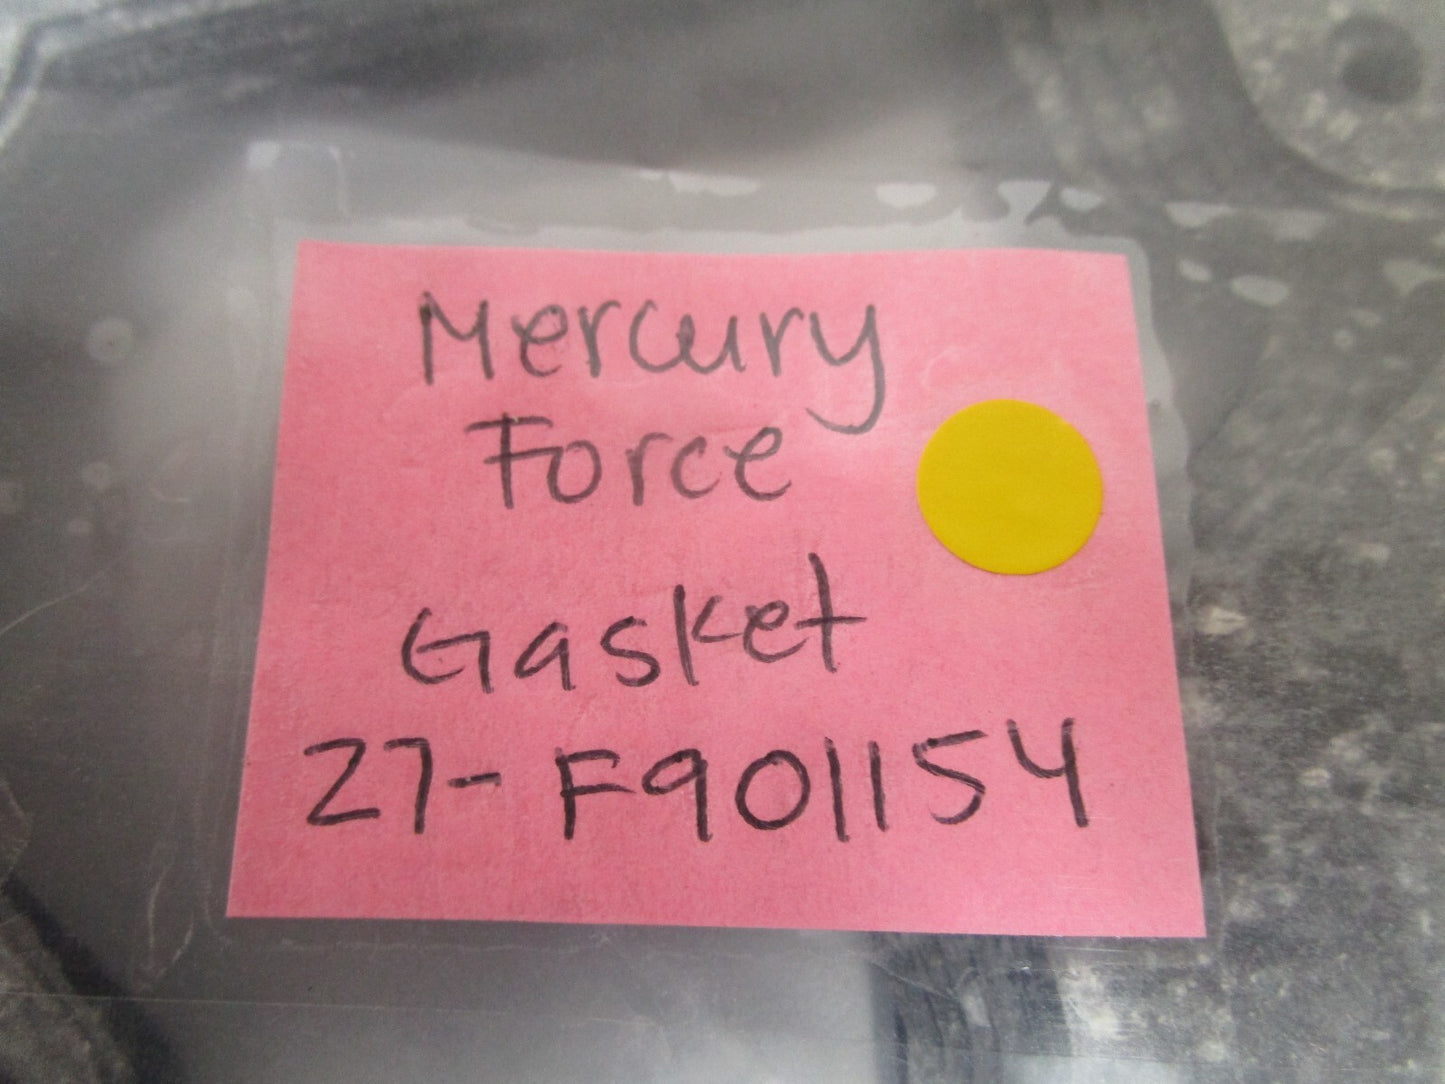 Mercury
Force
Gasket
27-F901154